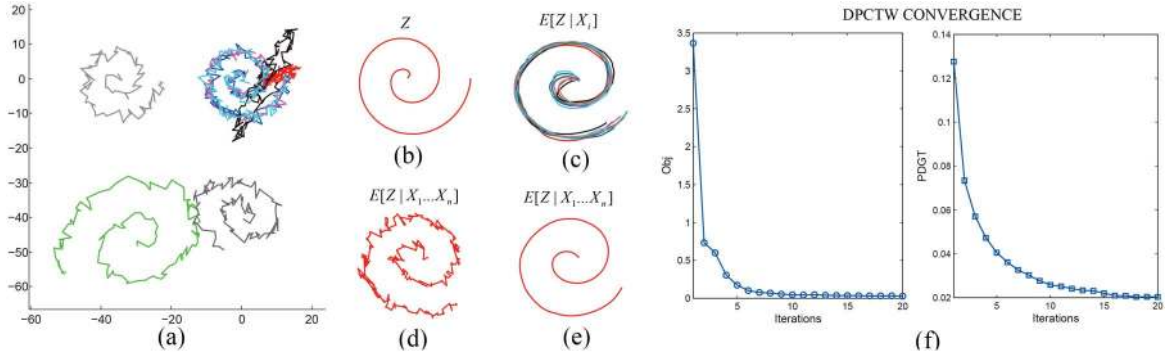 DPCTW CONVERGENCE
20
10
0
−10
−20
−30
−40
−50
−60
−60 −40 −20 0 20
(a)
Z
(b)
E[Z | X_i]
(c)
E[Z | X_1...X_n]
(d)
E[Z | X_1...X_n]
(e)
3.5
3
2.5
2
1.5
1
0.5
0
Obj
5 10 15 20
Iterations
0.14
0.12
0.1
0.08
0.06
0.04
0.02
PDGT
5 10 15 20
Iterations
(f)